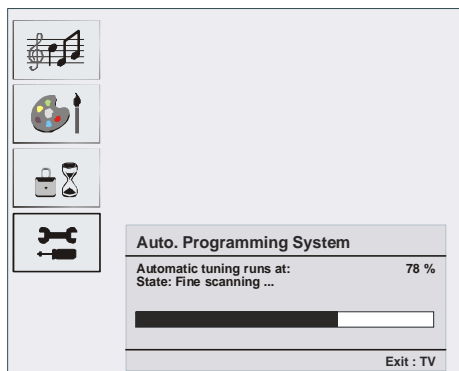 Auto. Programming System
Automatic tuning runs at: 78 %
State: Fine scanning ...
Exit : TV